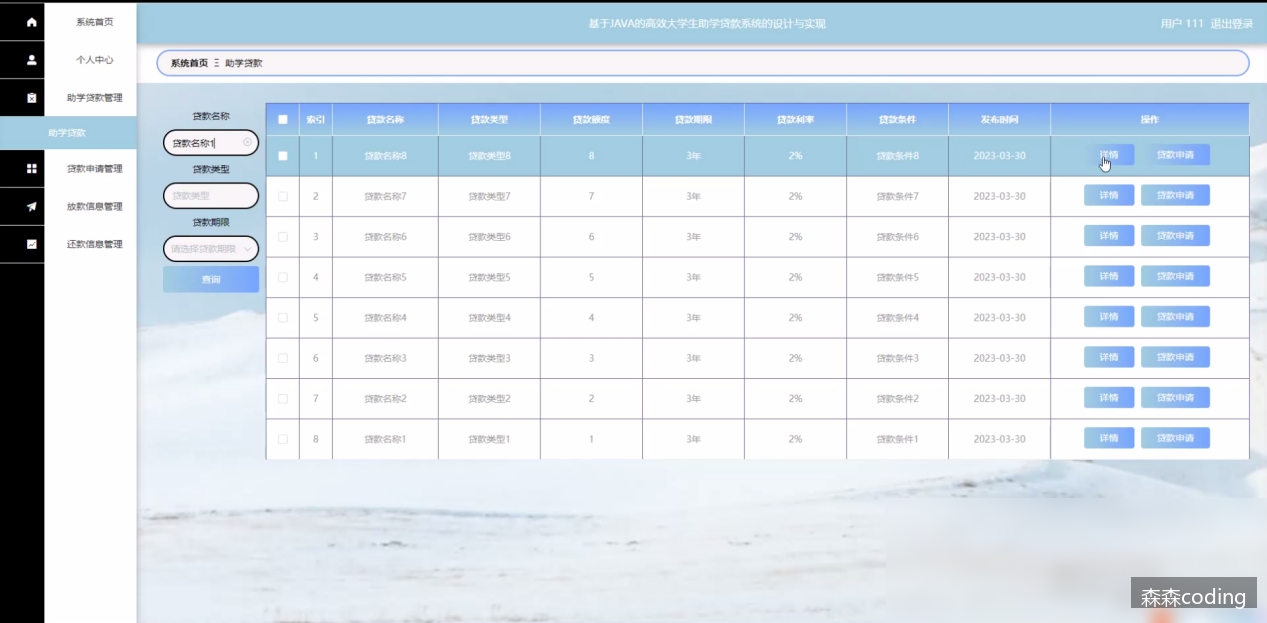 基于JAVA的高效大学生助学贷款系统的设计与实现
用户 111 退出登录
系统首页
个人中心
助学贷款管理
助学贷款
贷款申请管理
放款信息管理
还款信息管理
系统首页 Ξ 助学贷款
贷款名称
贷款名称1
贷款类型
贷款类型
贷款期限
请选择贷款期限
查询
索引 贷款名称 贷款类型 贷款额度 贷款期限 贷款利率 贷款条件 发布时间 操作
1 贷款名称8 贷款类型8 8 3年 2% 贷款条件8 2023-03-30 详情 贷款申请
2 贷款名称7 贷款类型7 7 3年 2% 贷款条件7 2023-03-30 详情 贷款申请
3 贷款名称6 贷款类型6 6 3年 2% 贷款条件6 2023-03-30 详情 贷款申请
4 贷款名称5 贷款类型5 5 3年 2% 贷款条件5 2023-03-30 详情 贷款申请
5 贷款名称4 贷款类型4 4 3年 2% 贷款条件4 2023-03-30 详情 贷款申请
6 贷款名称3 贷款类型3 3 3年 2% 贷款条件3 2023-03-30 详情 贷款申请
7 贷款名称2 贷款类型2 2 3年 2% 贷款条件2 2023-03-30 详情 贷款申请
8 贷款名称1 贷款类型1 1 3年 2% 贷款条件1 2023-03-30 详情 贷款申请
森森coding